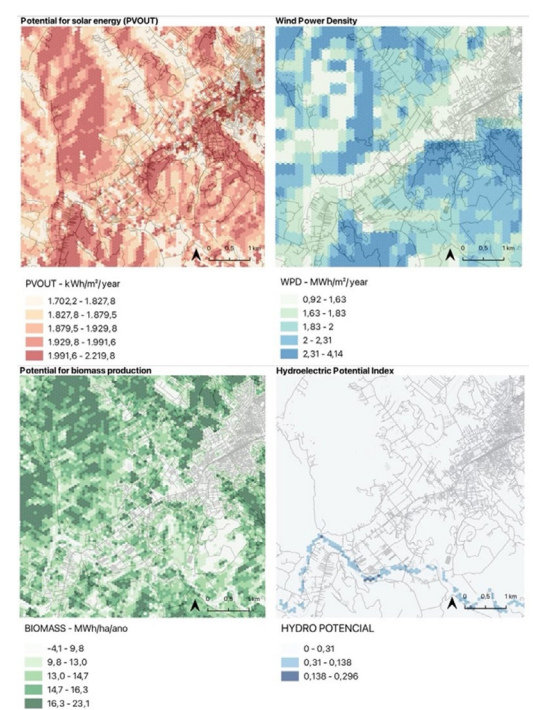 Potential for solar energy (PVOUT)
Wind Power Density
0 0,5 1 km
0 0,5 1 km
PVOUT - kWh/m²/year
1.702,2 - 1.827,8
1.827,8 - 1.879,5
1.879,5 - 1.929,8
1.929,8 - 1.991,6
1.991,6 - 2.219,8
WPD - MWh/m²/year
0,92 - 1,63
1,63 - 1,83
1,83 - 2
2 - 2,31
2,31 - 4,14
Potential for biomass production
Hydroelectric Potential Index
0 0,5 1 km
0 0,5 1 km
BIOMASS - MWh/ha/ano
-4,1 - 9,8
9,8 - 13,0
13,0 - 14,7
14,7 - 16,3
16,3 - 23,1
HYDRO POTENCIAL
0 - 0,31
0,31 - 0,138
0,138 - 0,296